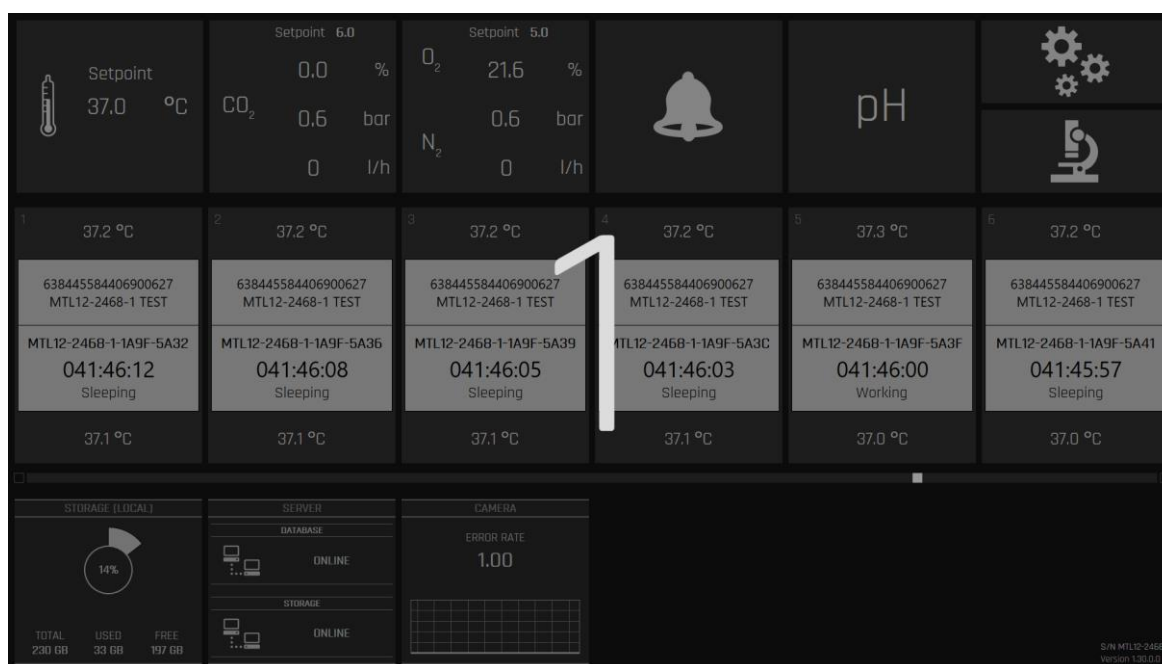 Setpoint
37.0 °C
Setpoint 6.0
0.0 %
CO₂
0.6 bar
0 l/h
Setpoint 5.0
O₂ 21.6 %
0.6 bar
N₂
0 l/h
pH
1 37.2 °C
638445584406900627
MTL12-2468-1 TEST
MTL12-2468-1-1A9F-5A32
041:46:12
Sleeping
37.1 °C
2 37.2 °C
638445584406900627
MTL12-2468-1 TEST
MTL12-2468-1-1A9F-5A36
041:46:08
Sleeping
37.1 °C
3 37.2 °C
638445584406900627
MTL12-2468-1 TEST
MTL12-2468-1-1A9F-5A39
041:46:05
Sleeping
37.1 °C
4 37.2 °C
638445584406900627
MTL12-2468-1 TEST
MTL12-2468-1-1A9F-5A3C
041:46:03
Sleeping
37.1 °C
5 37.3 °C
638445584406900627
MTL12-2468-1 TEST
MTL12-2468-1-1A9F-5A3F
041:46:00
Working
37.0 °C
6 37.2 °C
638445584406900627
MTL12-2468-1 TEST
MTL12-2468-1-1A9F-5A41
041:45:57
Sleeping
37.0 °C
1
STORAGE (LOCAL)
14%
TOTAL USED FREE
230 GB 33 GB 197 GB
SERVER
DATABASE
ONLINE
STORAGE
ONLINE
CAMERA
ERROR RATE
1.00
S/N MTL12-2468
Version 1.30.0.0